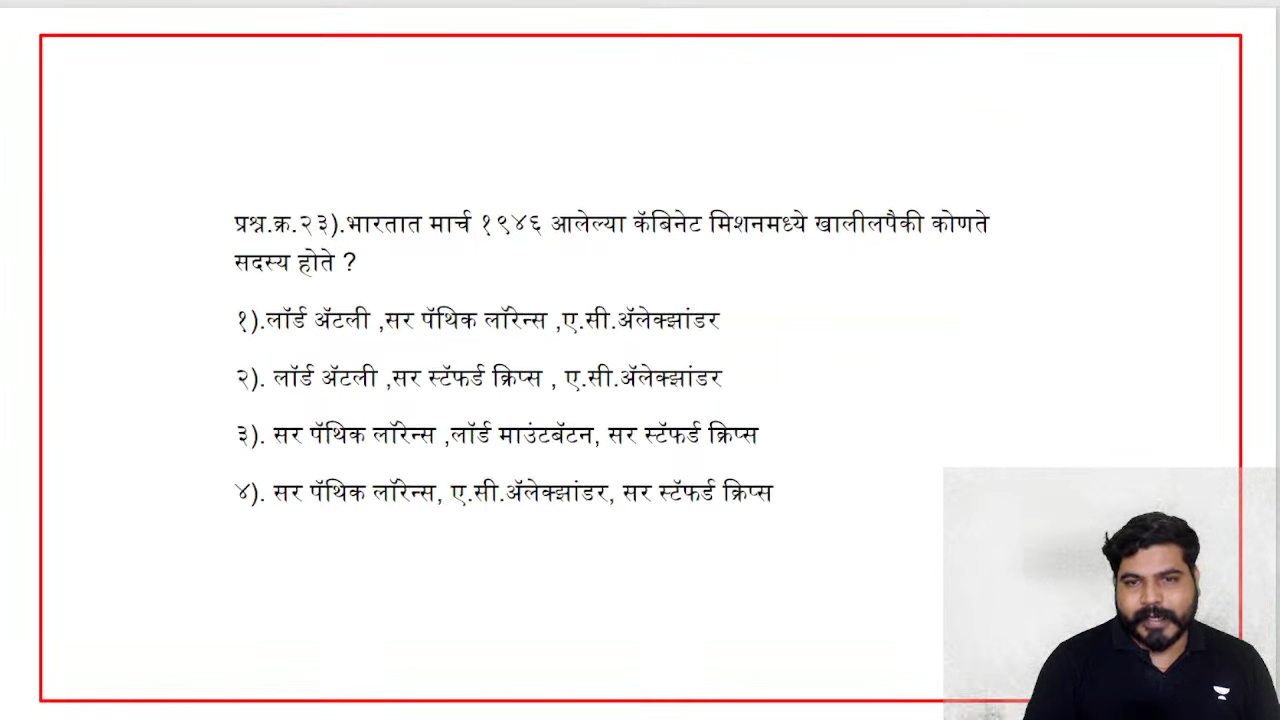 प्रश्न.क्र.२३).भारतात मार्च १९४६ आलेल्या कॅबिनेट मिशनमध्ये खालीलपैकी कोणते
सदस्य होते ?
१).लॉर्ड ॲटली ,सर पॅथिक लॉरेन्स ,ए.सी.ॲलेक्झांडर
२). लॉर्ड ॲटली ,सर स्टॅफर्ड क्रिप्स , ए.सी.ॲलेक्झांडर
३). सर पॅथिक लॉरेन्स ,लॉर्ड माउंटबॅटन, सर स्टॅफर्ड क्रिप्स
४). सर पॅथिक लॉरेन्स, ए.सी.ॲलेक्झांडर, सर स्टॅफर्ड क्रिप्स